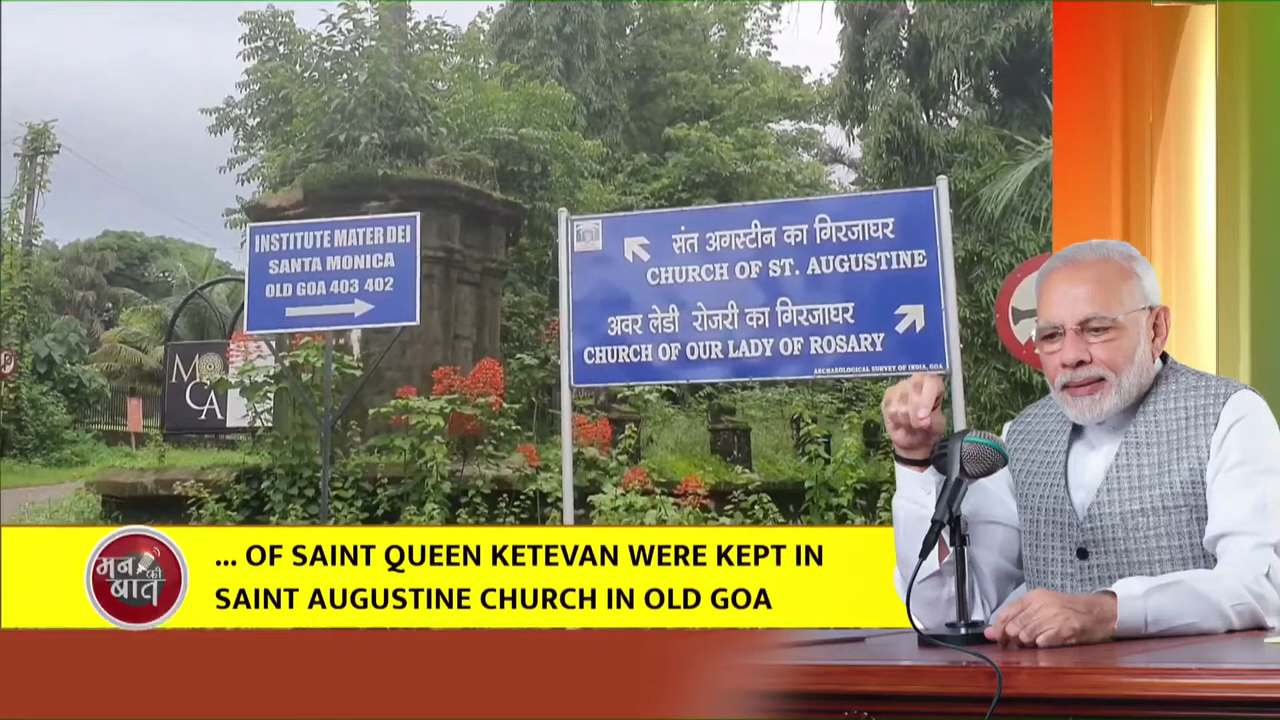 INSTITUTE MATER DEI
SANTA MONICA
OLD GOA 403 402
संत अगस्टीन का गिरजाघर
CHURCH OF ST. AUGUSTINE
अवर लेडी रोजरी का गिरजाघर
CHURCH OF OUR LADY OF ROSARY
ARCHAEOLOGICAL SURVEY OF INDIA, GOA
MOCA
मन की बात
... OF SAINT QUEEN KETEVAN WERE KEPT IN
SAINT AUGUSTINE CHURCH IN OLD GOA